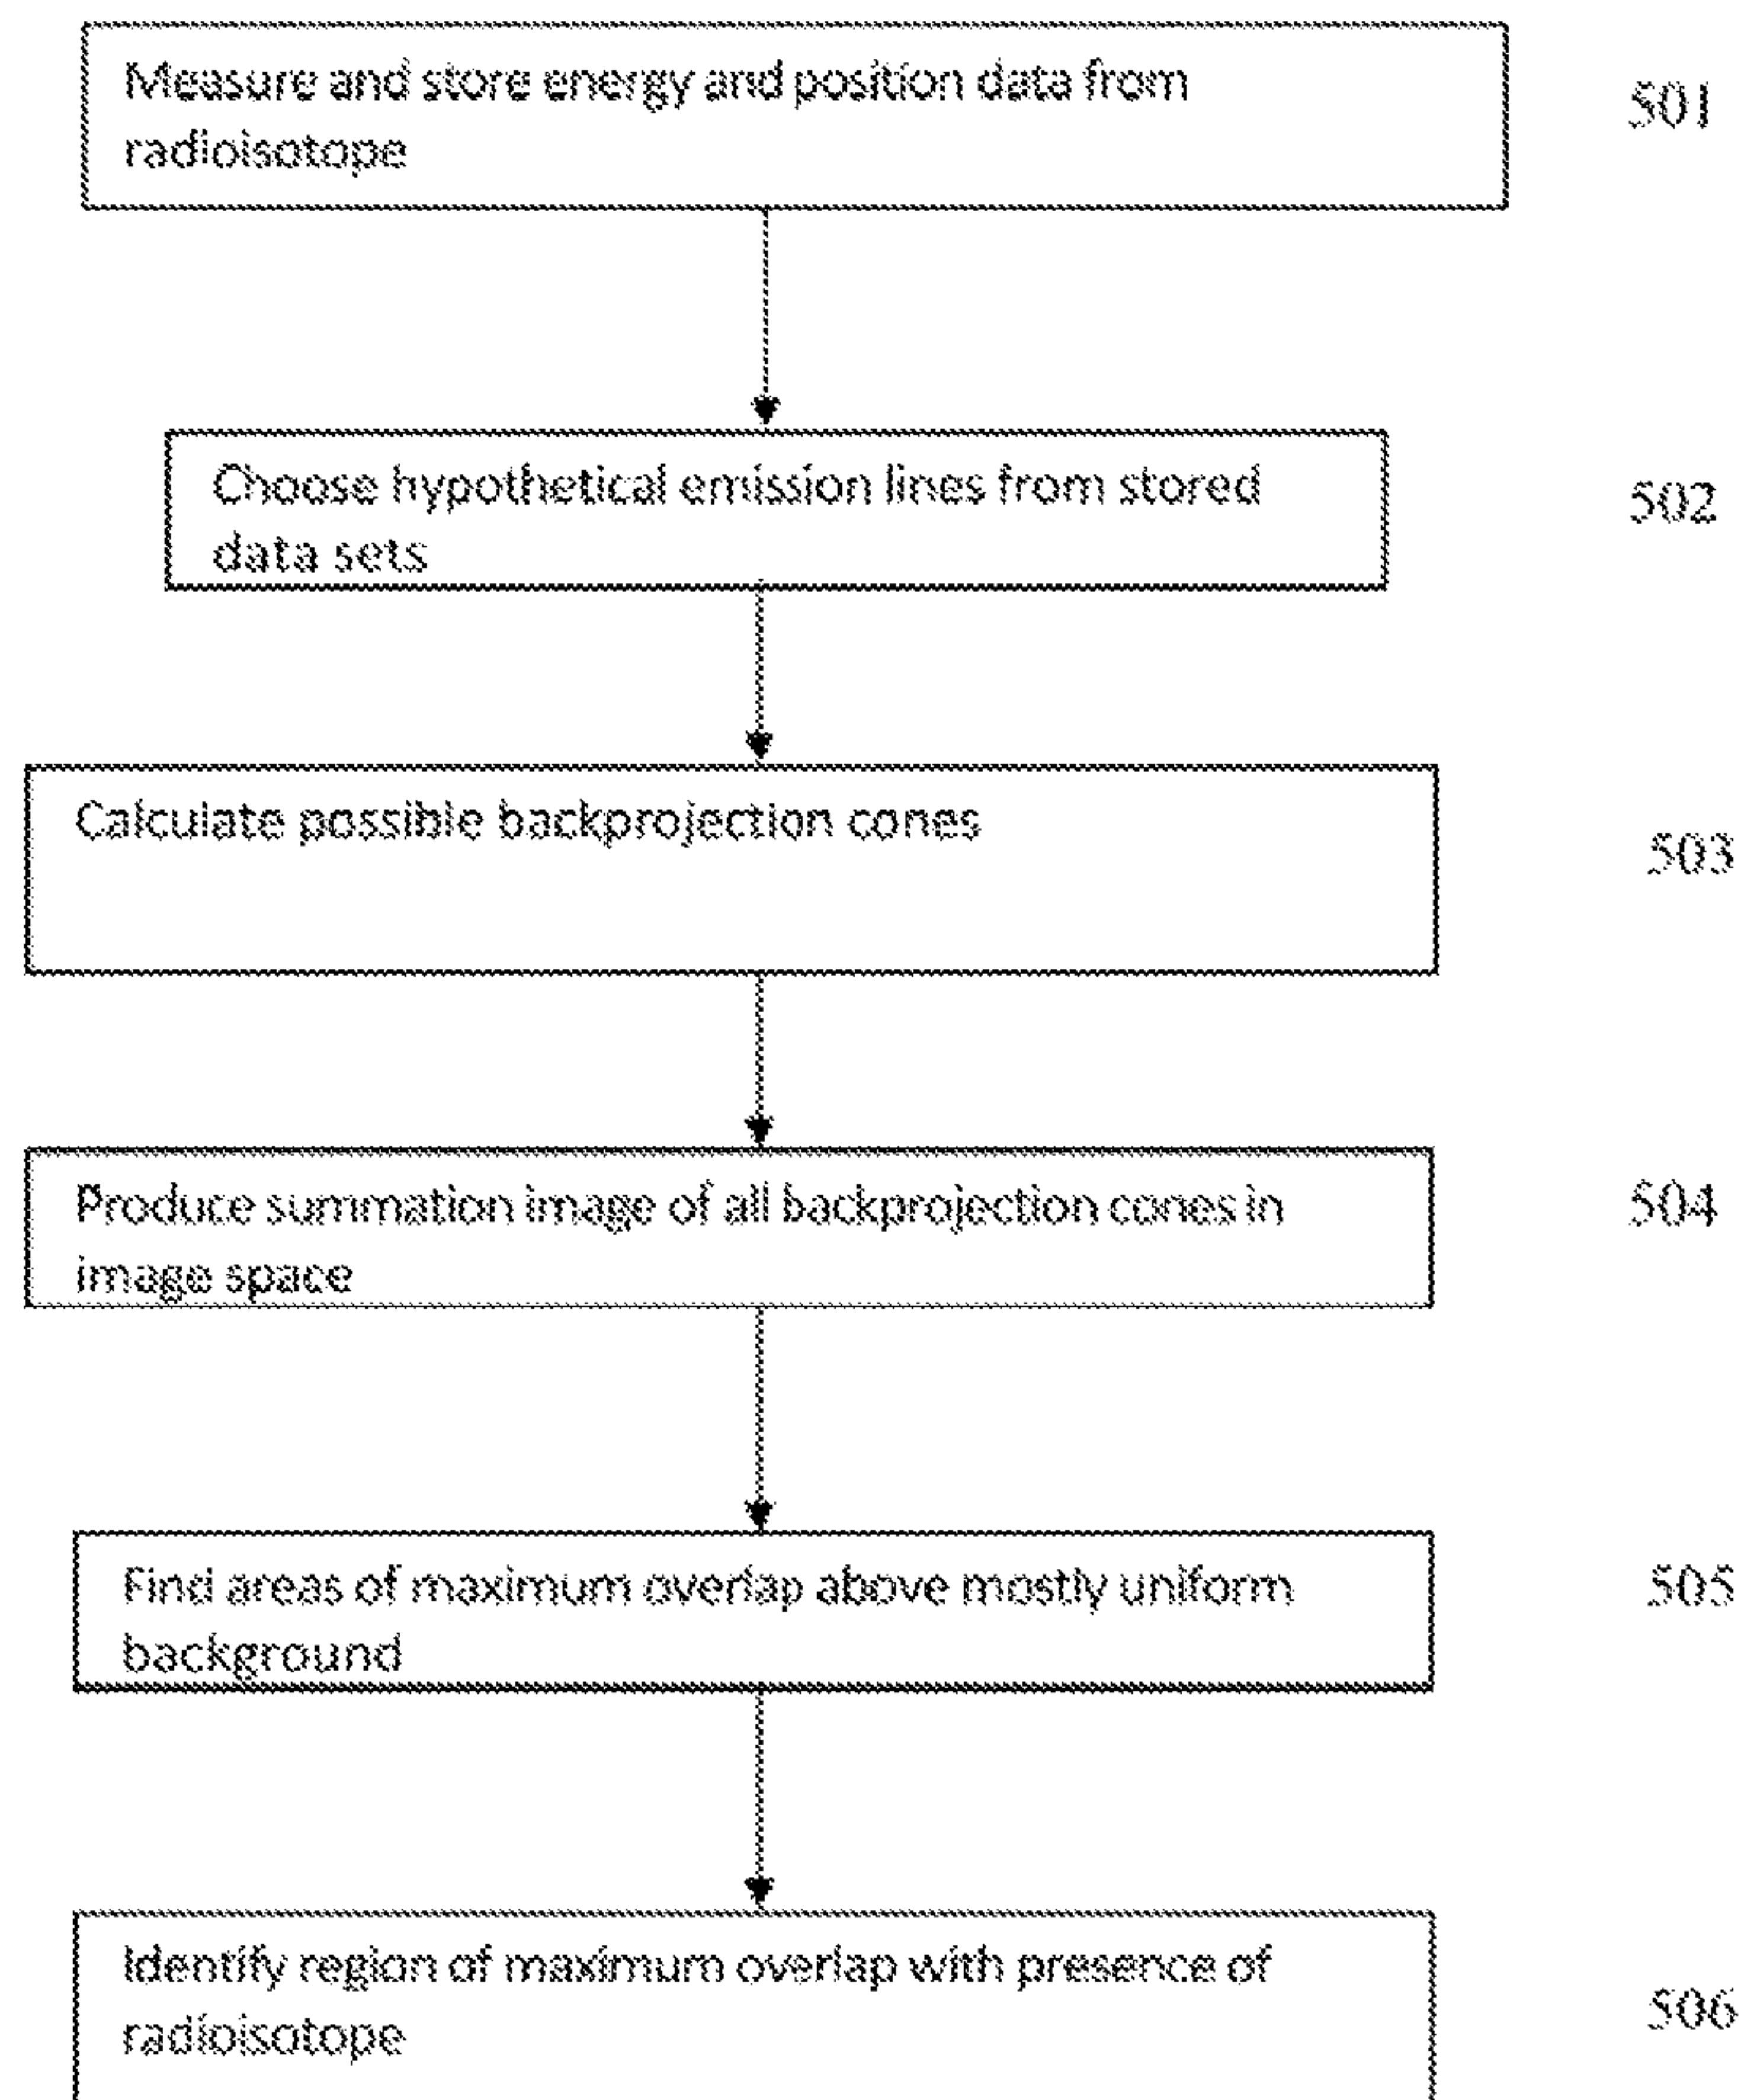 Measure and store energy and position data from
radioisotope
501
Choose hypothetical emission lines from stored
data sets
502
Calculate possible backprojection cones
503
Produce summation image of all backprojection cones in
image space
504
Find areas of maximum overlap above mostly uniform
background
505
Identify region of maximum overlap with presence of
radioisotope
506